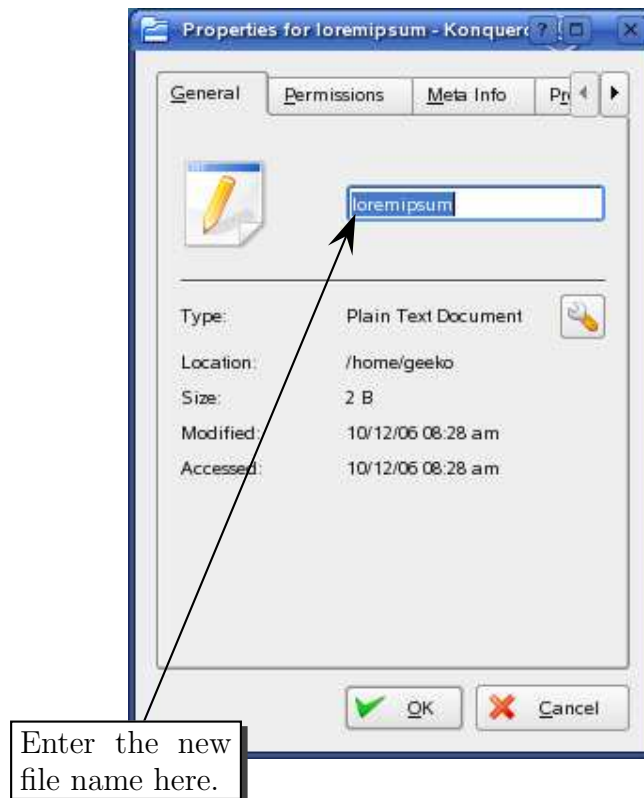 Properties for loremipsum - Konquerc
General Permissions Meta Info Pr
loremipsum
Type: Plain Text Document
Location: /home/geeko
Size: 2 B
Modified: 10/12/06 08:28 am
Accessed: 10/12/06 08:28 am
OK Cancel
Enter the new
file name here.